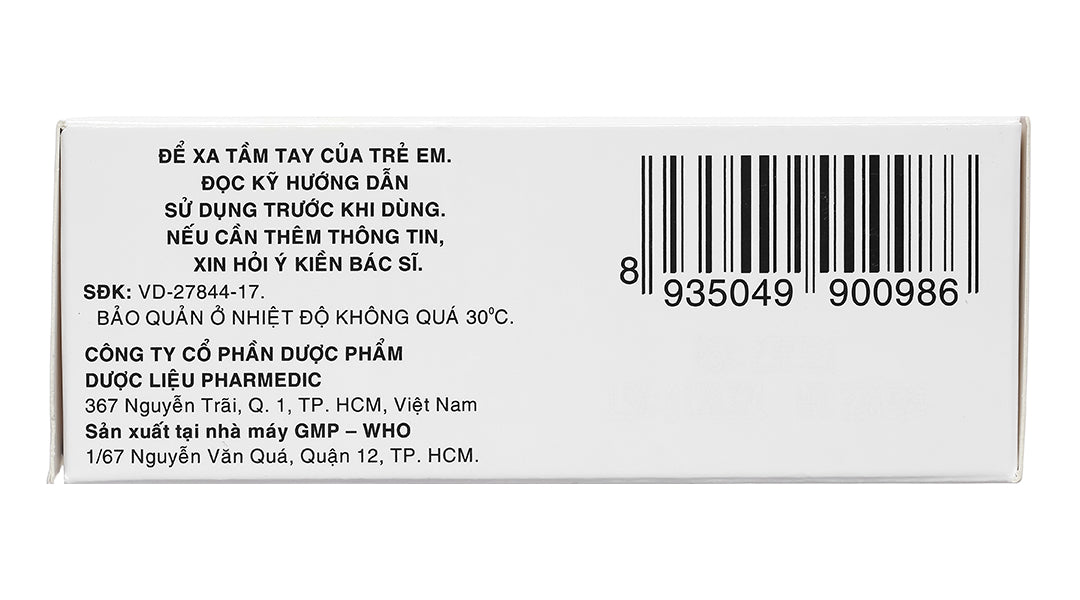 ĐỂ XA TẦM TAY CỦA TRẺ EM.
ĐỌC KỸ HƯỚNG DẪN
SỬ DỤNG TRƯỚC KHI DÙNG.
NẾU CẦN THÊM THÔNG TIN,
XIN HỎI Ý KIỀN BÁC SĨ.
SĐK: VD-27844-17.
BẢO QUẢN Ở NHIỆT ĐỘ KHÔNG QUÁ 30⁰C.
CÔNG TY CỔ PHẦN DƯỢC PHẨM
DƯỢC LIỆU PHARMEDIC
367 Nguyễn Trãi, Q. 1, TP. HCM, Việt Nam
Sản xuất tại nhà máy GMP – WHO
1/67 Nguyễn Văn Quá, Quận 12, TP. HCM.
8 935049 900986